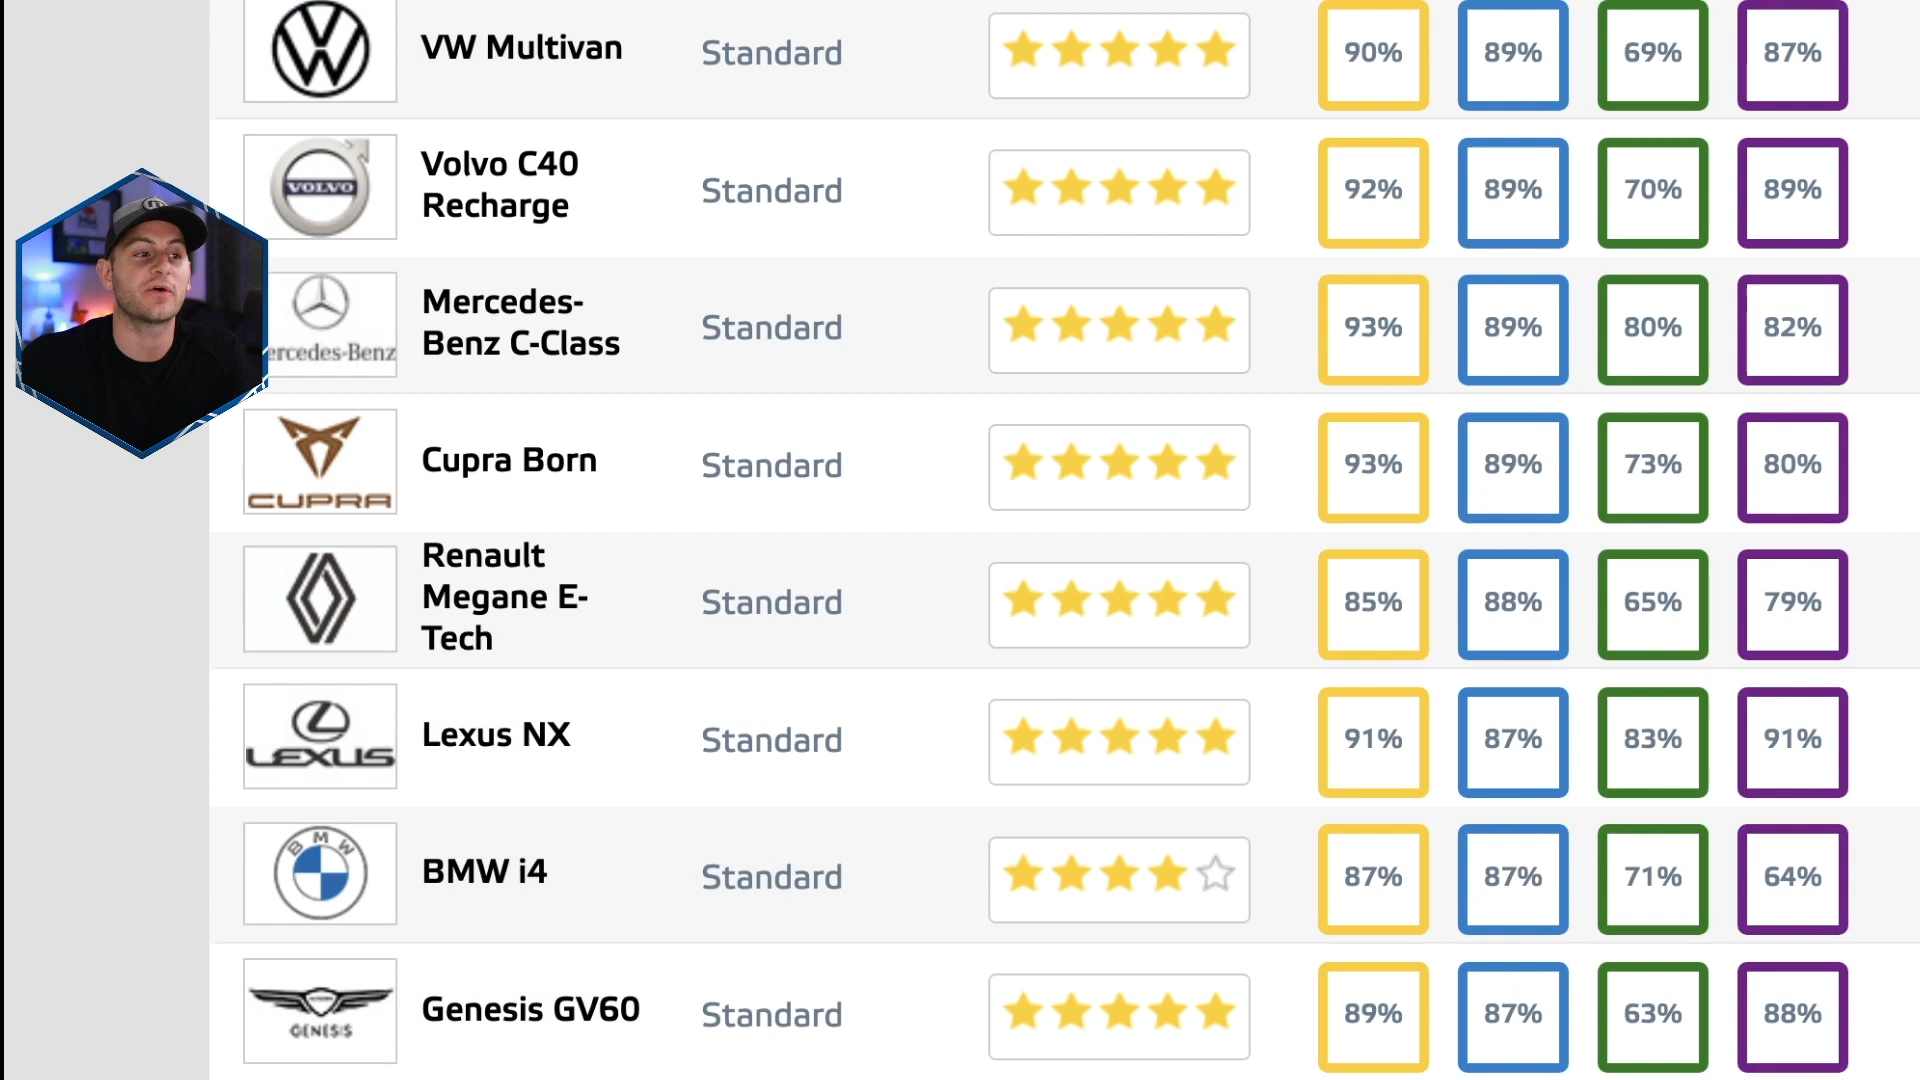 VW Multivan
Standard
90% 89% 69% 87%
VOLVO
Volvo C40
Recharge
Standard
92% 89% 70% 89%
ercedes-Benz
Mercedes-
Benz C-Class
Standard
93% 89% 80% 82%
CUPRA
Cupra Born
Standard
93% 89% 73% 80%
Renault
Megane E-
Tech
Standard
85% 88% 65% 79%
LEXUS
Lexus NX
Standard
91% 87% 83% 91%
BMW
BMW i4
Standard
87% 87% 71% 64%
GENESIS
Genesis GV60
Standard
89% 87% 63% 88%